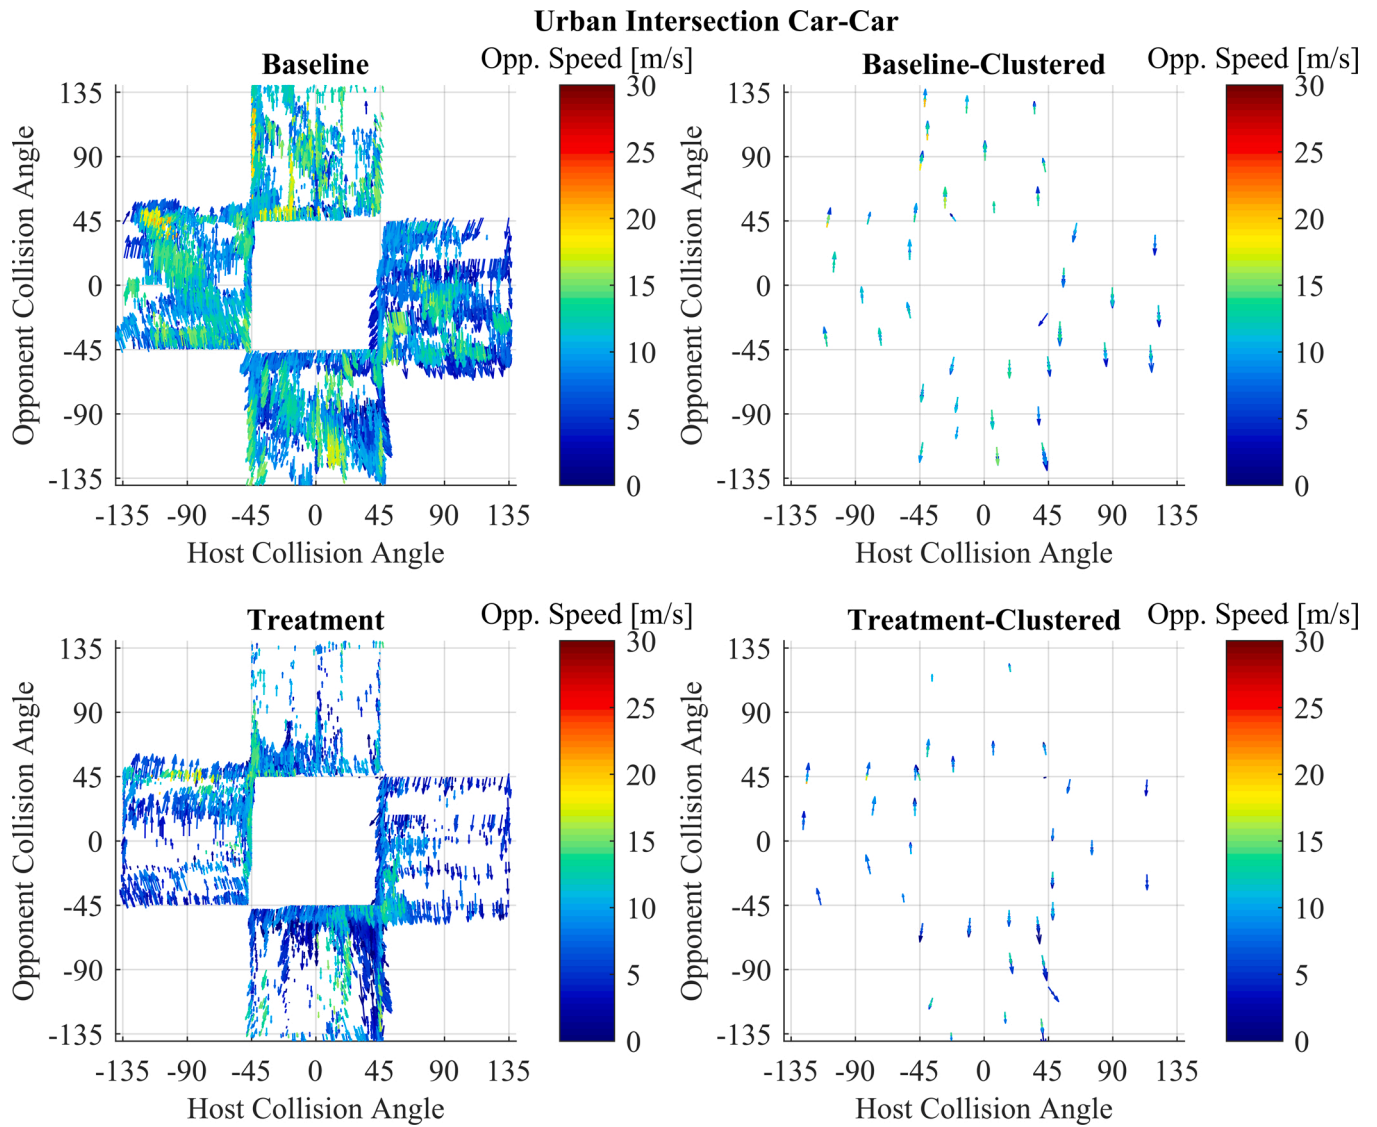 Urban Intersection Car-Car
Baseline
Opp. Speed [m/s]
Baseline-Clustered
Opp. Speed [m/s]
135
90
45
0
-45
-90
-135
Opponent Collision Angle
-135 -90 -45 0 45 90 135
Host Collision Angle
30
25
20
15
10
5
0
135
90
45
0
-45
-90
-135
Opponent Collision Angle
-135 -90 -45 0 45 90 135
Host Collision Angle
30
25
20
15
10
5
0
Treatment
Opp. Speed [m/s]
Treatment-Clustered
Opp. Speed [m/s]
135
90
45
0
-45
-90
-135
Opponent Collision Angle
-135 -90 -45 0 45 90 135
Host Collision Angle
30
25
20
15
10
5
0
135
90
45
0
-45
-90
-135
Opponent Collision Angle
-135 -90 -45 0 45 90 135
Host Collision Angle
30
25
20
15
10
5
0